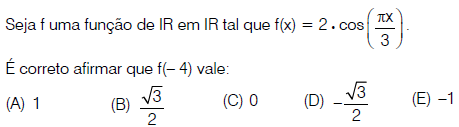 Seja f uma função de IR em IR tal que f(x) = 2 • cos(πx/3).
É correto afirmar que f(– 4) vale:
(A) 1 (B) √3/2 (C) 0 (D) –√3/2 (E) –1